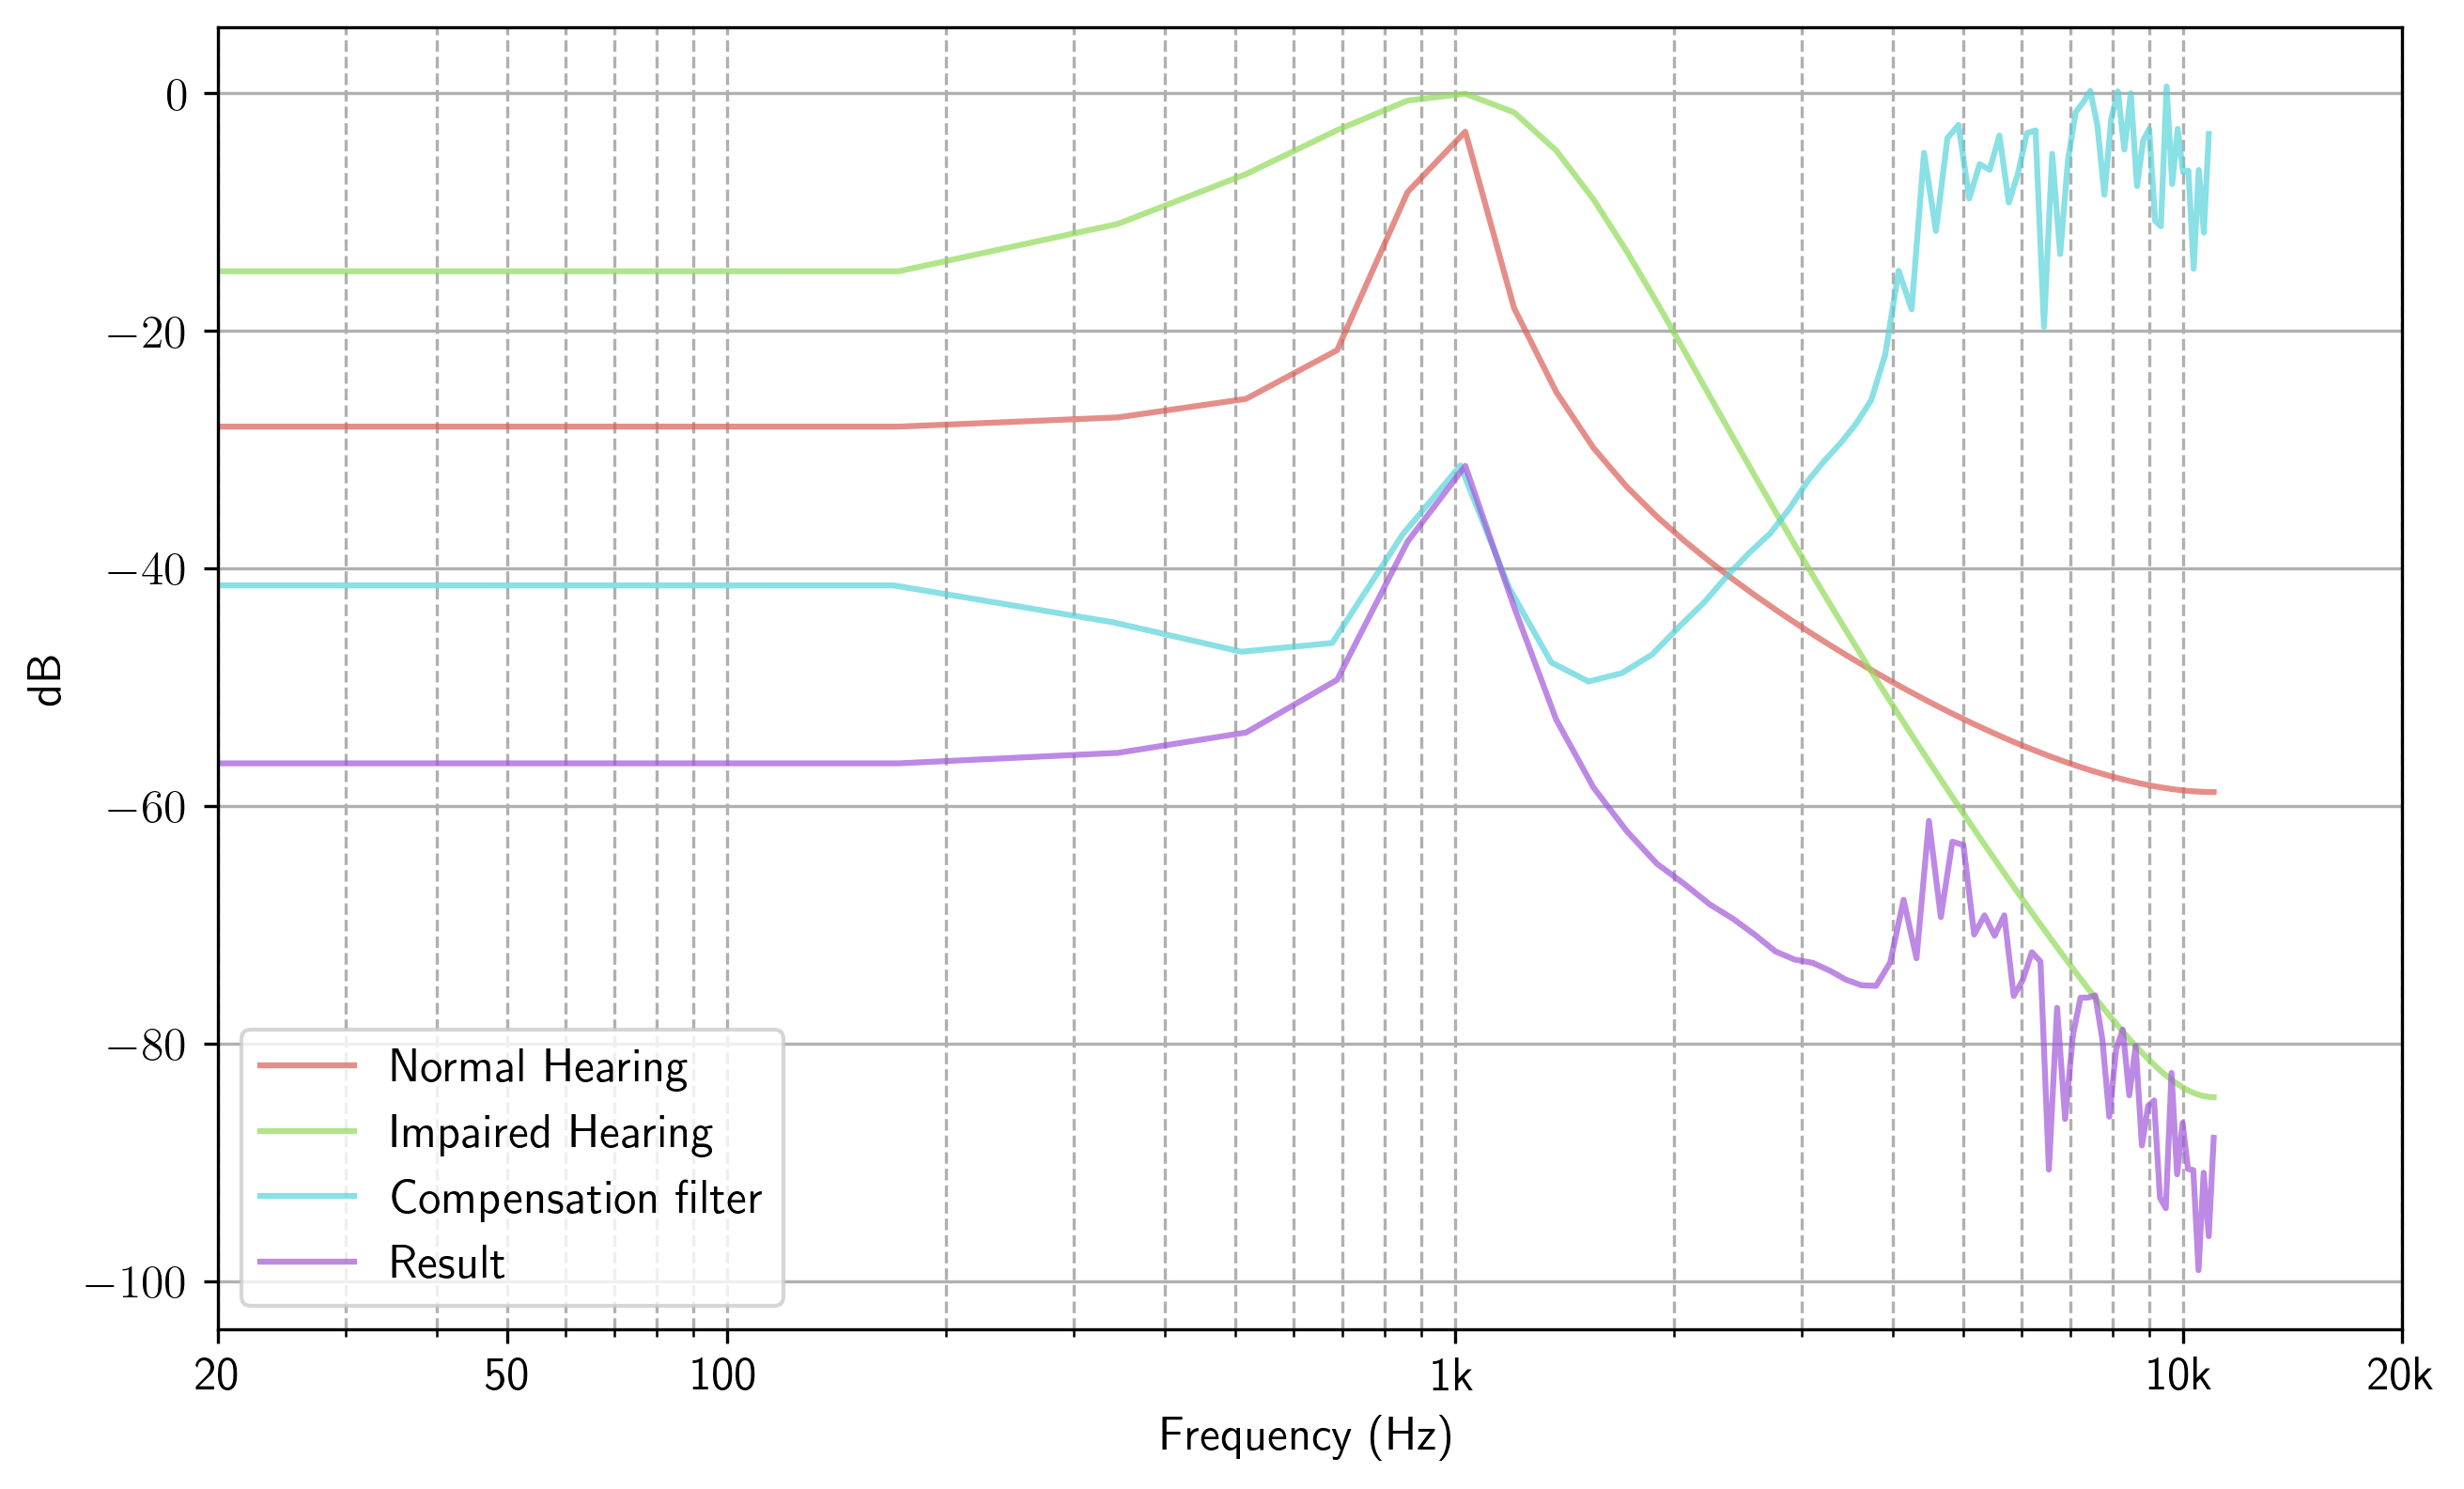 0
−20
−40
−60
−80
−100
dB
Normal Hearing
Impaired Hearing
Compensation filter
Result
20 50 100 1k 10k 20k
Frequency (Hz)